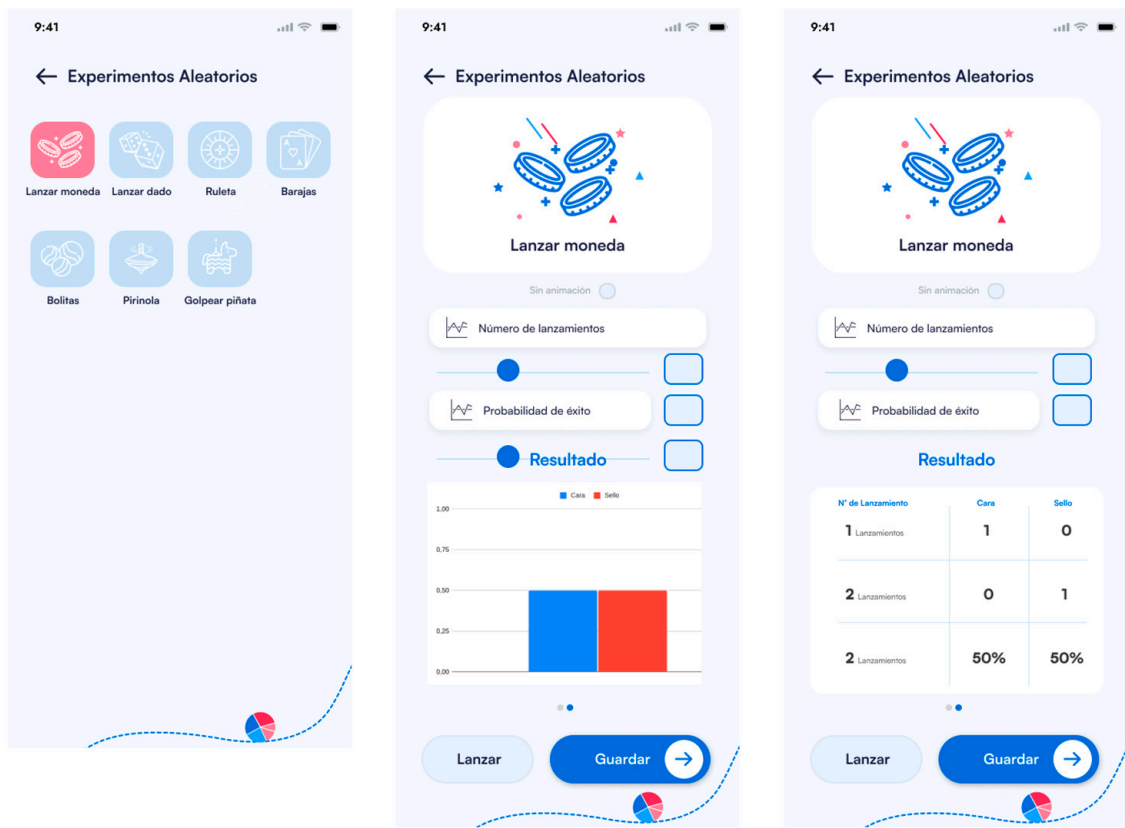 9:41
Experimentos Aleatorios
Lanzar moneda
Lanzar dado
Ruleta
Barajas
Bolitas
Pirinola
Golpear piñata
9:41
Experimentos Aleatorios
Lanzar moneda
Sin animación
Número de lanzamientos
Probabilidad de éxito
Resultado
Cara
Sello
1,00
0,75
0,50
0,25
0,00
Lanzar
Guardar
9:41
Experimentos Aleatorios
Lanzar moneda
Sin animación
Número de lanzamientos
Probabilidad de éxito
Resultado
N° de Lanzamiento Cara Sello
1 Lanzamientos 1 0
2 Lanzamientos 0 1
2 Lanzamientos 50% 50%
Lanzar
Guardar